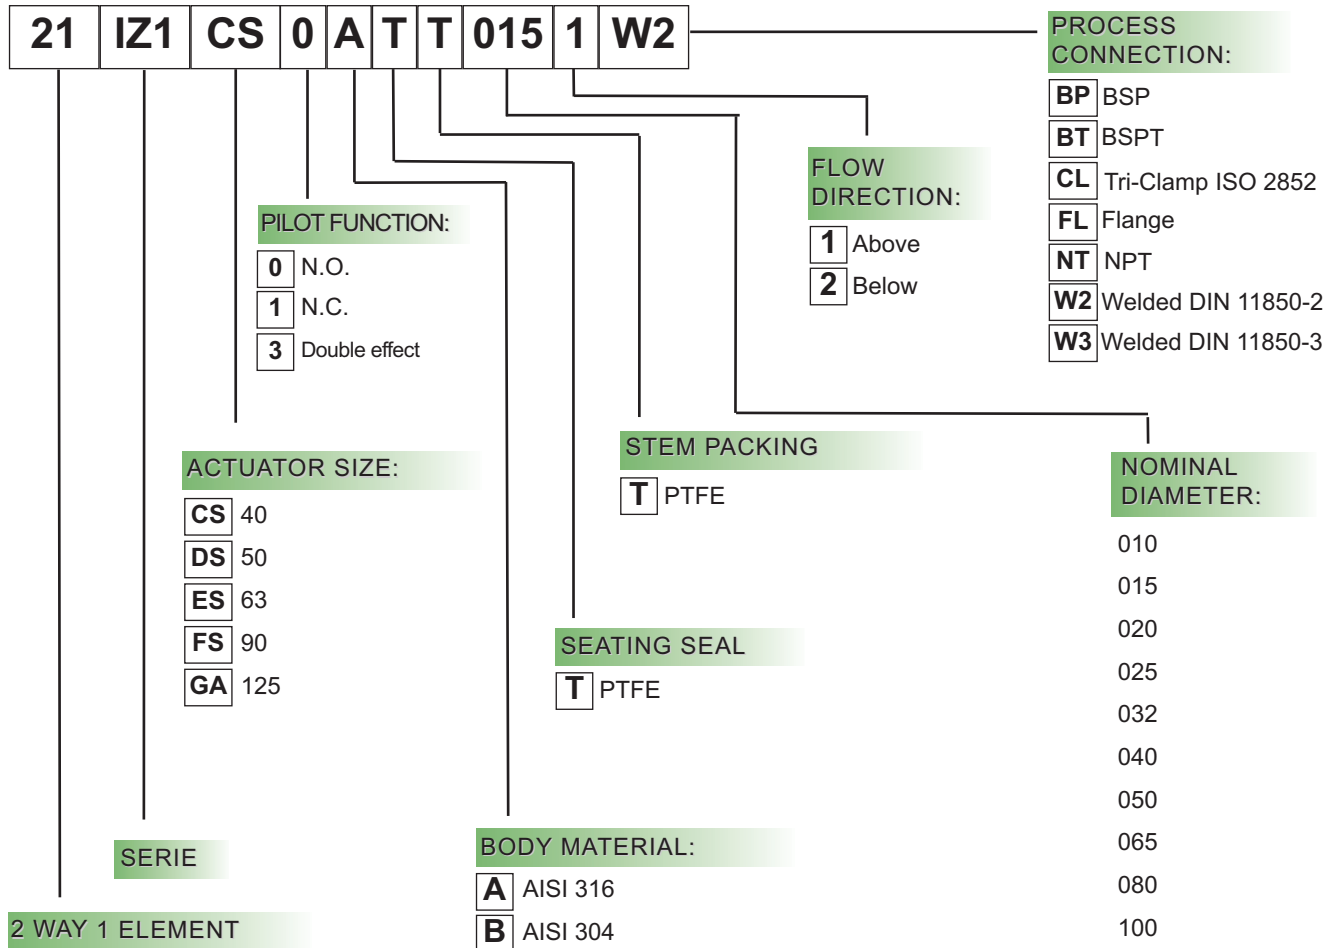 21 IZ1 CS 0 A T T 015 1 W2
PROCESS
CONNECTION:
BP BSP
BT BSPT
CL Tri-Clamp ISO 2852
FL Flange
NT NPT
W2 Welded DIN 11850-2
W3 Welded DIN 11850-3
FLOW
DIRECTION:
1 Above
2 Below
PILOT FUNCTION:
0 N.O.
1 N.C.
3 Double effect
ACTUATOR SIZE:
CS 40
DS 50
ES 63
FS 90
GA 125
STEM PACKING
T PTFE
NOMINAL
DIAMETER:
010
015
020
025
032
040
050
065
080
100
SEATING SEAL
T PTFE
SERIE
BODY MATERIAL:
A AISI 316
B AISI 304
2 WAY 1 ELEMENT